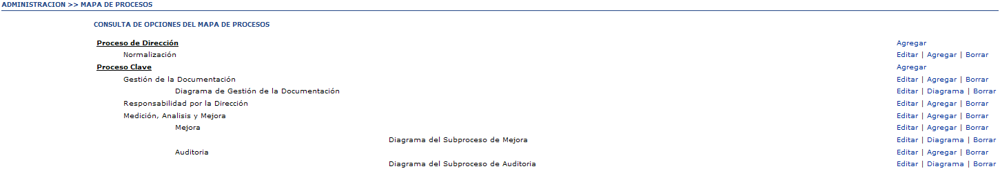 ADMINISTRACION >> MAPA DE PROCESOS
CONSULTA DE OPCIONES DEL MAPA DE PROCESOS
Proceso de Dirección Agregar
Normalización Editar | Agregar | Borrar
Proceso Clave Agregar
Gestión de la Documentación Editar | Agregar | Borrar
Diagrama de Gestión de la Documentación Editar | Diagrama | Borrar
Responsabilidad por la Dirección Editar | Agregar | Borrar
Medición, Analisis y Mejora Editar | Agregar | Borrar
Mejora Editar | Agregar | Borrar
Diagrama del Subproceso de Mejora Editar | Diagrama | Borrar
Auditoria Editar | Agregar | Borrar
Diagrama del Subproceso de Auditoria Editar | Diagrama | Borrar